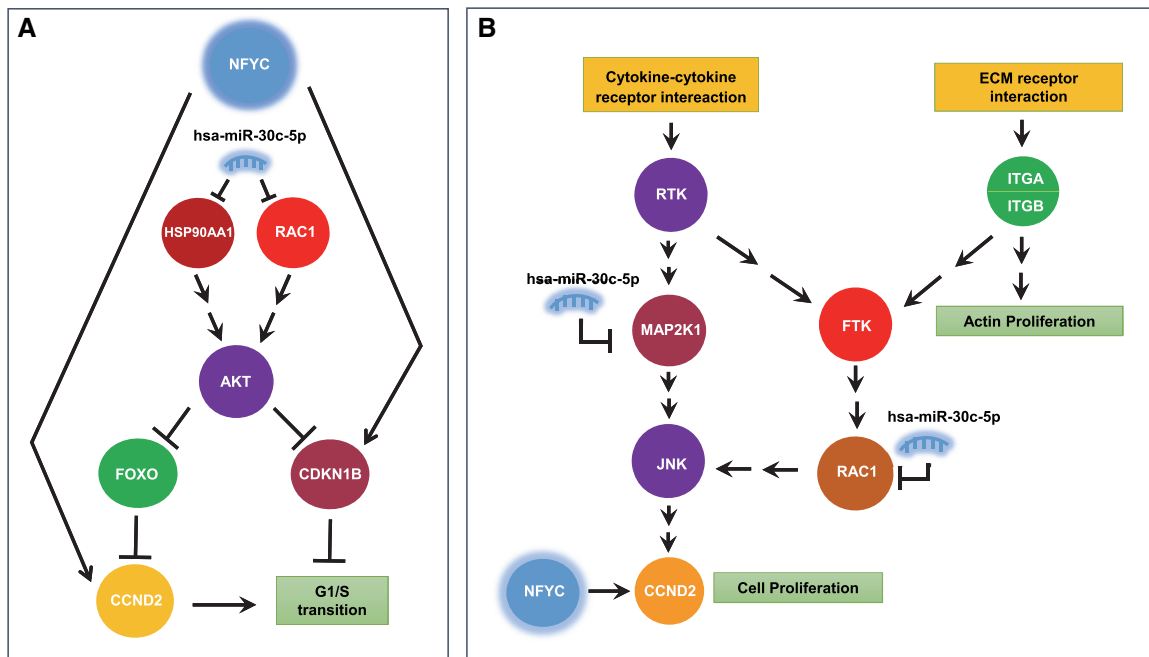 A
NFYC
hsa-miR-30c-5p
HSP90AA1
RAC1
AKT
FOXO
CDKN1B
CCND2
G1/S
transition
B
Cytokine-cytokine
receptor intereaction
ECM receptor
interaction
RTK
ITGA
ITGB
hsa-miR-30c-5p
MAP2K1
FTK
Actin Proliferation
hsa-miR-30c-5p
JNK
RAC1
NFYC
CCND2
Cell Proliferation